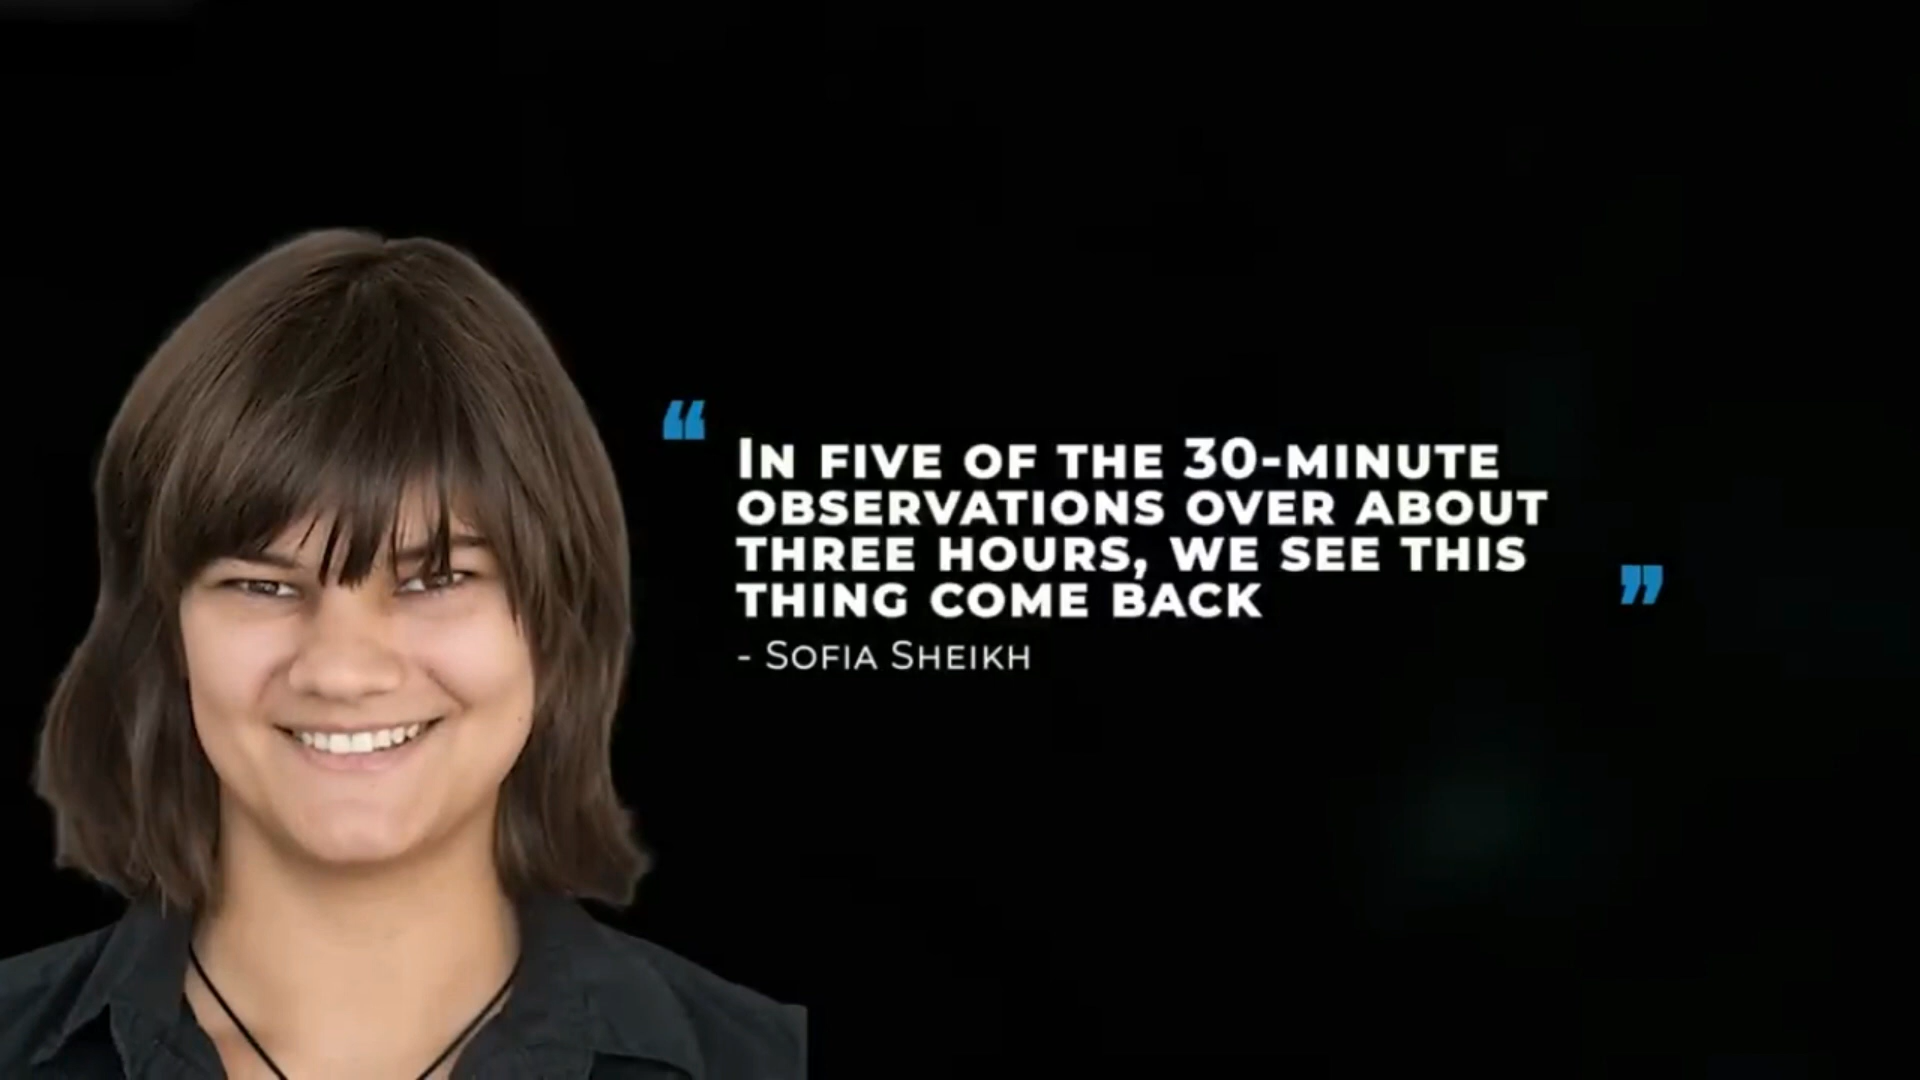 “ In five of the 30-minute
observations over about
three hours, we see this
thing come back ”
- Sofia Sheikh